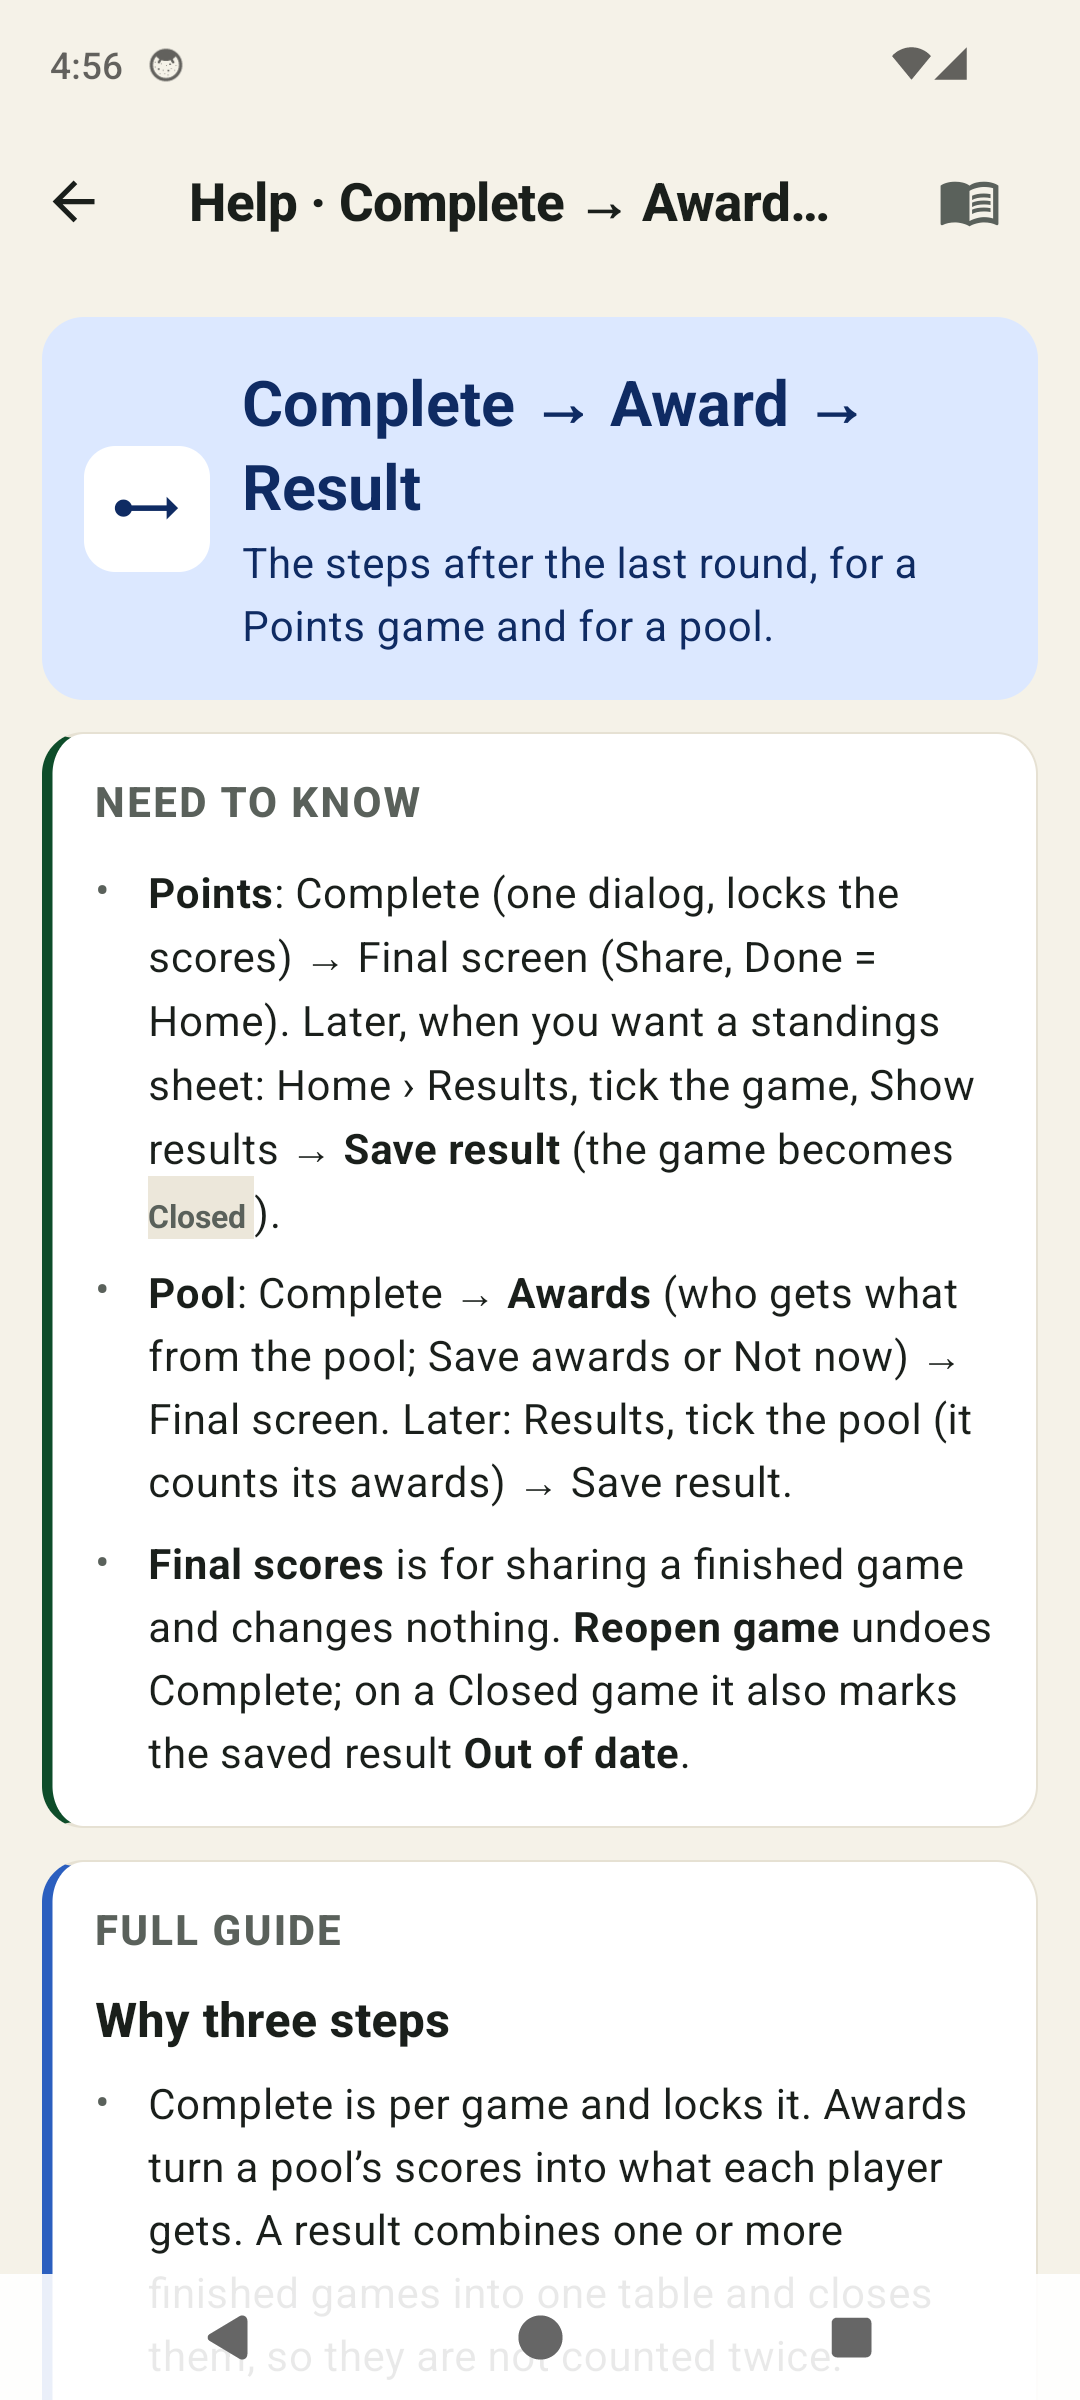 4:56
Help · Complete → Award...
Complete → Award →
Result
The steps after the last round, for a
Points game and for a pool.
NEED TO KNOW
• Points: Complete (one dialog, locks the
scores) → Final screen (Share, Done =
Home). Later, when you want a standings
sheet: Home › Results, tick the game, Show
results → Save result (the game becomes
Closed ).
• Pool: Complete → Awards (who gets what
from the pool; Save awards or Not now) →
Final screen. Later: Results, tick the pool (it
counts its awards) → Save result.
• Final scores is for sharing a finished game
and changes nothing. Reopen game undoes
Complete; on a Closed game it also marks
the saved result Out of date.
FULL GUIDE
Why three steps
• Complete is per game and locks it. Awards
turn a pool’s scores into what each player
gets. A result combines one or more
finished games into one table and closes
them, so they are not counted twice.